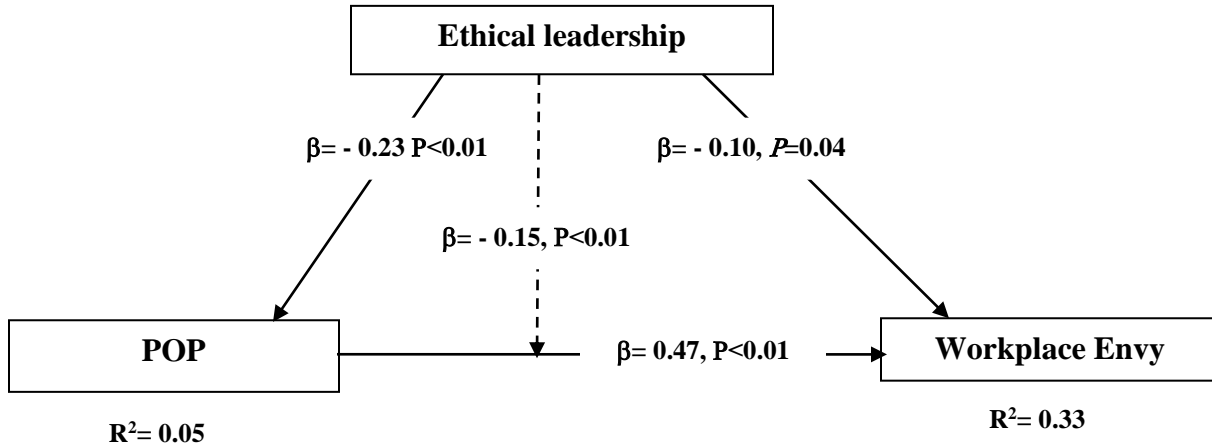 Ethical leadership
β= - 0.23 P<0.01
β= - 0.10, P=0.04
β= - 0.15, P<0.01
POP
β= 0.47, P<0.01
Workplace Envy
R²= 0.05
R²= 0.33